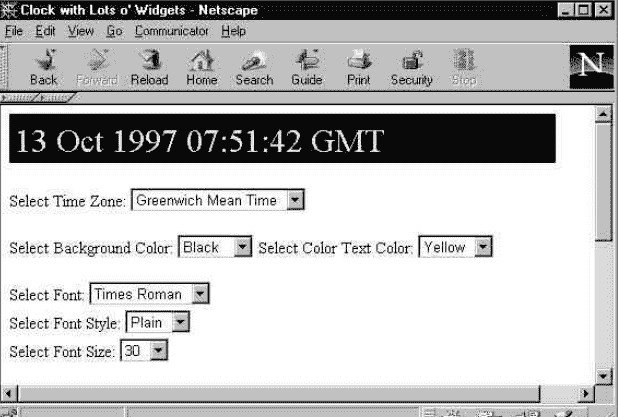 Clock with Lots o' Widgets - Netscape
File Edit View Go Communicator Help
Back Forward Reload Home Search Guide Print Security Stop
N
13 Oct 1997 07:51:42 GMT
Select Time Zone: Greenwich Mean Time
Select Background Color: Black Select Color Text Color: Yellow
Select Font: Times Roman
Select Font Style: Plain
Select Font Size: 30